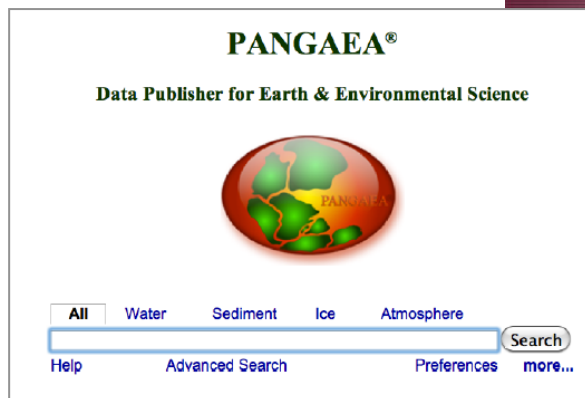 PANGAEA®
Data Publisher for Earth & Environmental Science
PANGAEA
All Water Sediment Ice Atmosphere
Search
Help Advanced Search Preferences more...